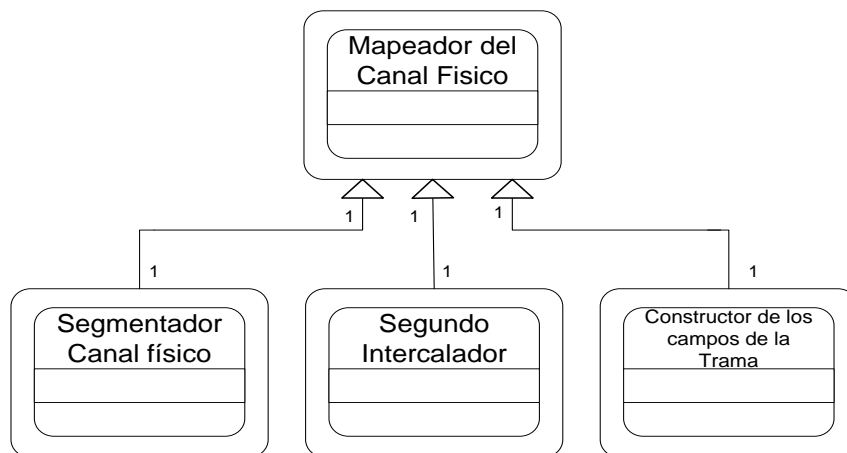 Mapeador del
Canal Fisico
1
1
1
1
1
1
Segmentador
Canal físico
Segundo
Intercalador
Constructor de los
campos de la
Trama